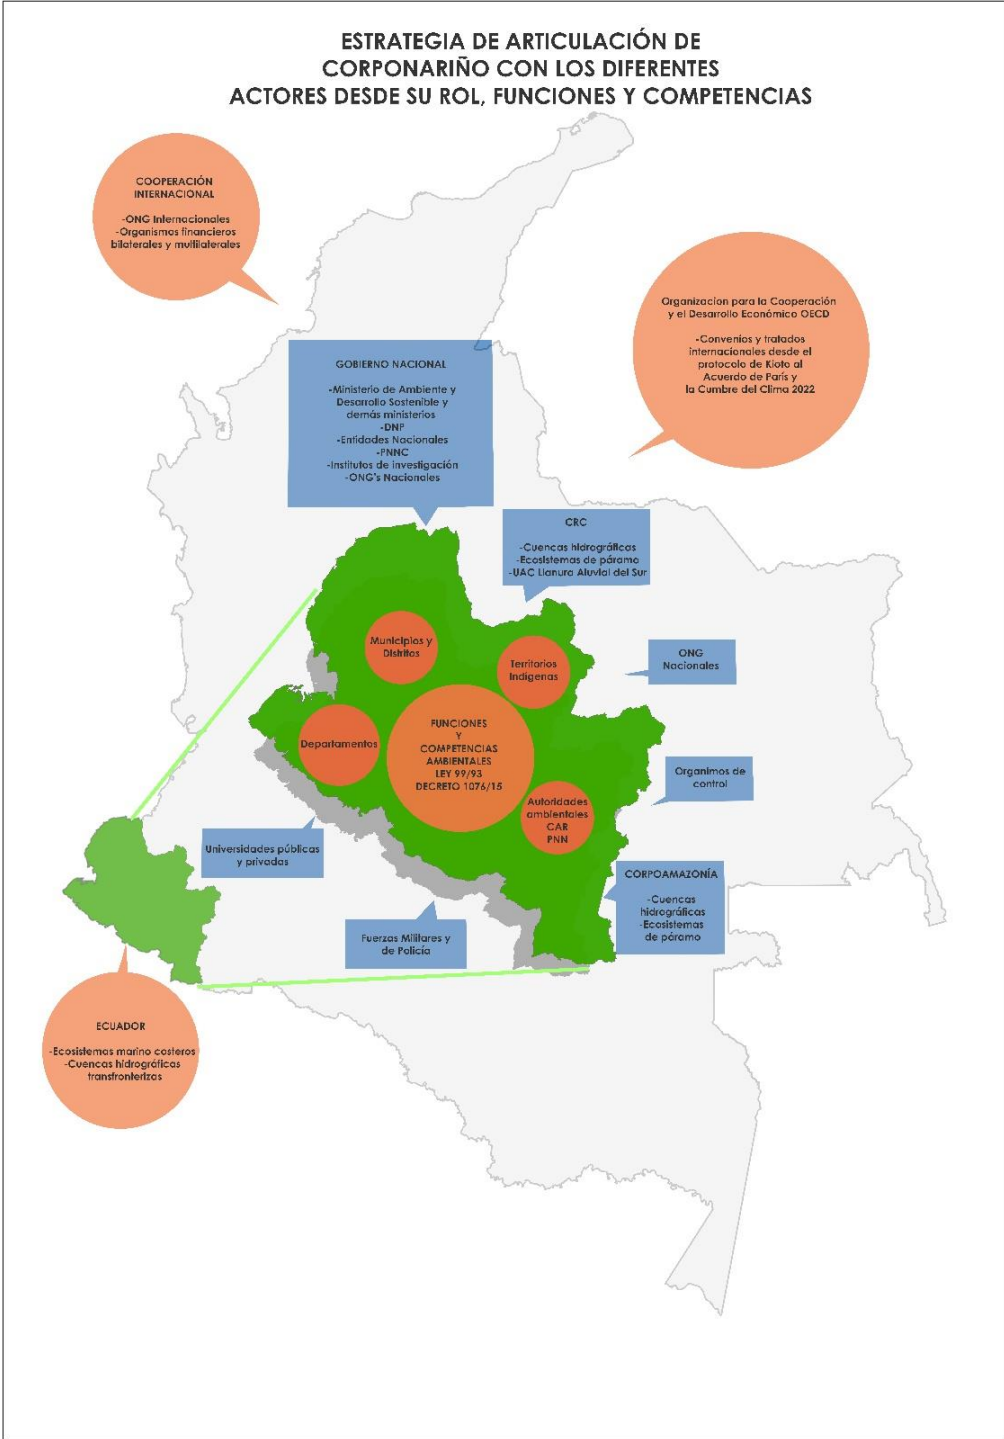 ESTRATEGIA DE ARTICULACIÓN DE
CORPONARIÑO CON LOS DIFERENTES
ACTORES DESDE SU ROL, FUNCIONES Y COMPETENCIAS
COOPERACIÓN
INTERNACIONAL
-ONG Internacionales
-Organismos financieros
bilaterales y multilaterales
Organizacion para la Cooperación
y el Desarrollo Económico OECD
-Convenios y tratados
internacionales desde el
protocolo de Kioto al
Acuerdo de París y
la Cumbre del Clima 2022
GOBIERNO NACIONAL
-Ministerio de Ambiente y
Desarrollo Sostenible y
demás ministerios
-DNP
-Entidades Nacionales
-PNNC
-Institutos de investigación
-ONG's Nacionales
CRC
-Cuencas hidrográficas
-Ecosistemas de páramo
-UAC Llanura Aluvial del Sur
Municipios y
Distritos
Territorios
Indígenas
ONG
Nacionales
Departamentos
FUNCIONES
Y
COMPETENCIAS
AMBIENTALES
LEY 99/93
DECRETO 1076/15
Organimos de
control
Autoridades
ambientales
CAR
PNN
Universidades públicas
y privadas
CORPOAMAZONÍA
-Cuencas
hidrográficas
-Ecosistemas
de páramo
Fuerzas Militares y
de Policía
ECUADOR
-Ecosistemas marino costeros
-Cuencas hidrográficas
transfronterizas